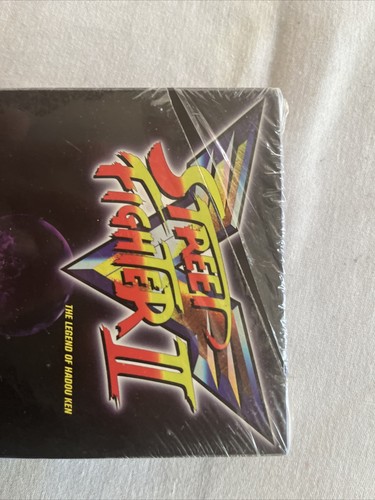 STREET
FIGHTER II
THE LEGEND OF HADOU KEN